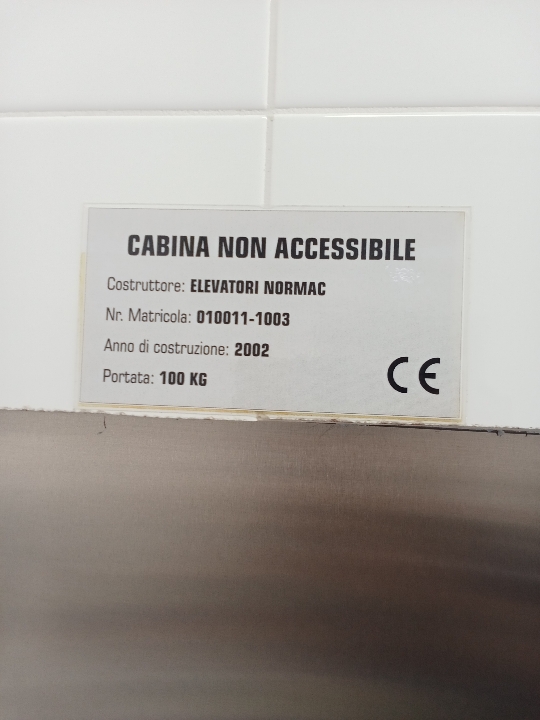 CABINA NON ACCESSIBILE
Costruttore: ELEVATORI NORMAC
Nr. Matricola: 010011-1003
Anno di costruzione: 2002
Portata: 100 KG
CE